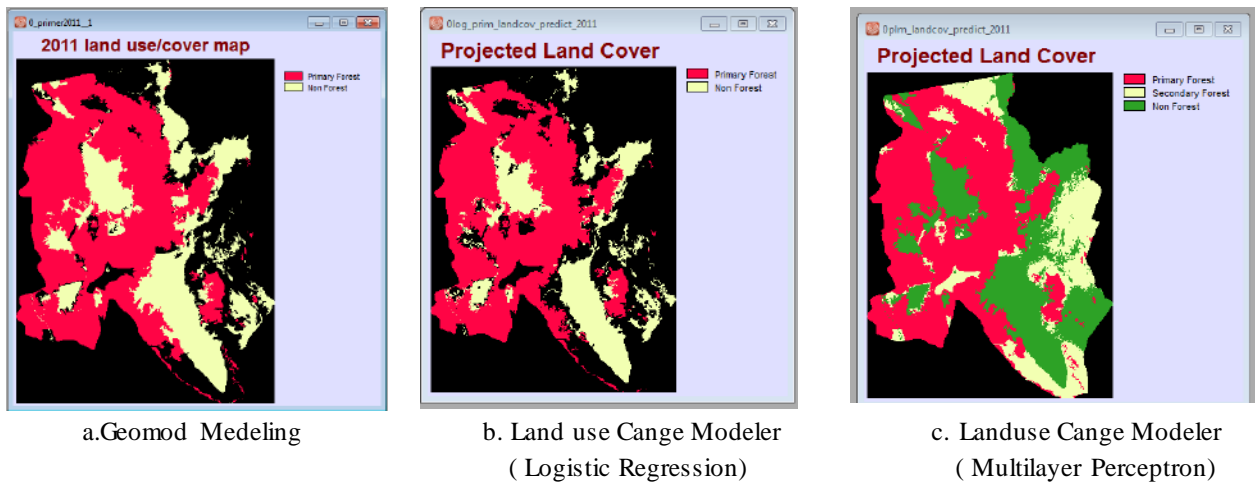 0_primer2011__1
2011 land use/cover map
Primary Forest
Non Forest
0log_prim_landcov_predict_2011
Projected Land Cover
Primary Forest
Non Forest
0plm_landcov_predict_2011
Projected Land Cover
Primary Forest
Secondary Forest
Non Forest
a.Geomod Medeling
b. Land use Cange Modeler
( Logistic Regression)
c. Landuse Cange Modeler
( Multilayer Perceptron)